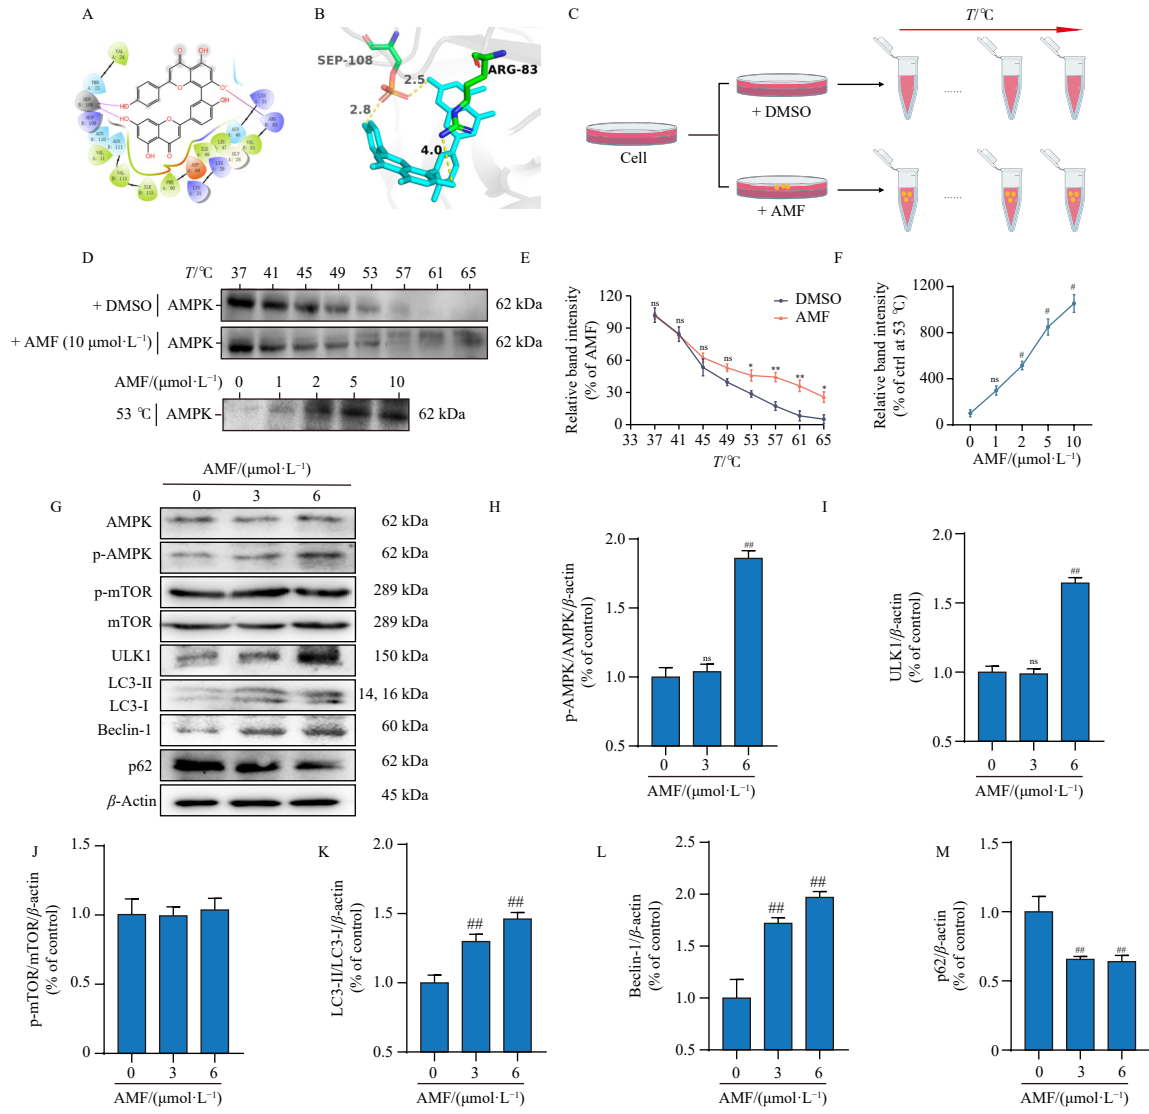 A
B
C
VAL
A: 24
SEP-108
ARG-83
2.5
2.8
4.0
OH
O
OH
O
HO
OH
HO
O
OH
O
T/℃
+ DMSO
Cell
+ AMF
......
......
D
T/℃
37 41 45 49 53 57 61 65
+ DMSO AMPK 62 kDa
+ AMF (10 μmol·L⁻¹) AMPK 62 kDa
AMF/(μmol·L⁻¹) 0 1 2 5 10
53 ℃ AMPK 62 kDa
E
Relative band intensity
(% of AMF)
120
90
60
30
0
33 37 41 45 49 53 57 61 65
T/℃
DMSO
AMF
ns ns ns ns * ** ** *
F
Relative band intensity
(% of ctrl at 53 ℃)
1200
800
400
0
0 1 2 5 10
AMF/(μmol·L⁻¹)
ns # # #
G
AMF/(μmol·L⁻¹)
0 3 6
AMPK 62 kDa
p-AMPK 62 kDa
p-mTOR 289 kDa
mTOR 289 kDa
ULK1 150 kDa
LC3-II
LC3-I
14, 16 kDa
Beclin-1 60 kDa
p62 62 kDa
β-Actin 45 kDa
H
p-AMPK/AMPK/β-actin
(% of control)
2.0
1.5
1.0
0.5
ns ##
0 3 6
AMF/(μmol·L⁻¹)
I
ULK1/β-actin
(% of control)
2.0
1.5
1.0
0.5
ns ##
0 3 6
AMF/(μmol·L⁻¹)
J
p-mTOR/mTOR/β-actin
(% of control)
1.5
1.0
0.5
0
0 3 6
AMF/(μmol·L⁻¹)
K
LC3-II/LC3-I/β-actin
(% of control)
2.0
1.5
1.0
0.5
## ##
0 3 6
AMF/(μmol·L⁻¹)
L
Beclin-1/β-actin
(% of control)
2.5
2.0
1.5
1.0
0.5
## ##
0 3 6
AMF/(μmol·L⁻¹)
M
p62/β-actin
(% of control)
1.5
1.0
0.5
0
## ##
0 3 6
AMF/(μmol·L⁻¹)